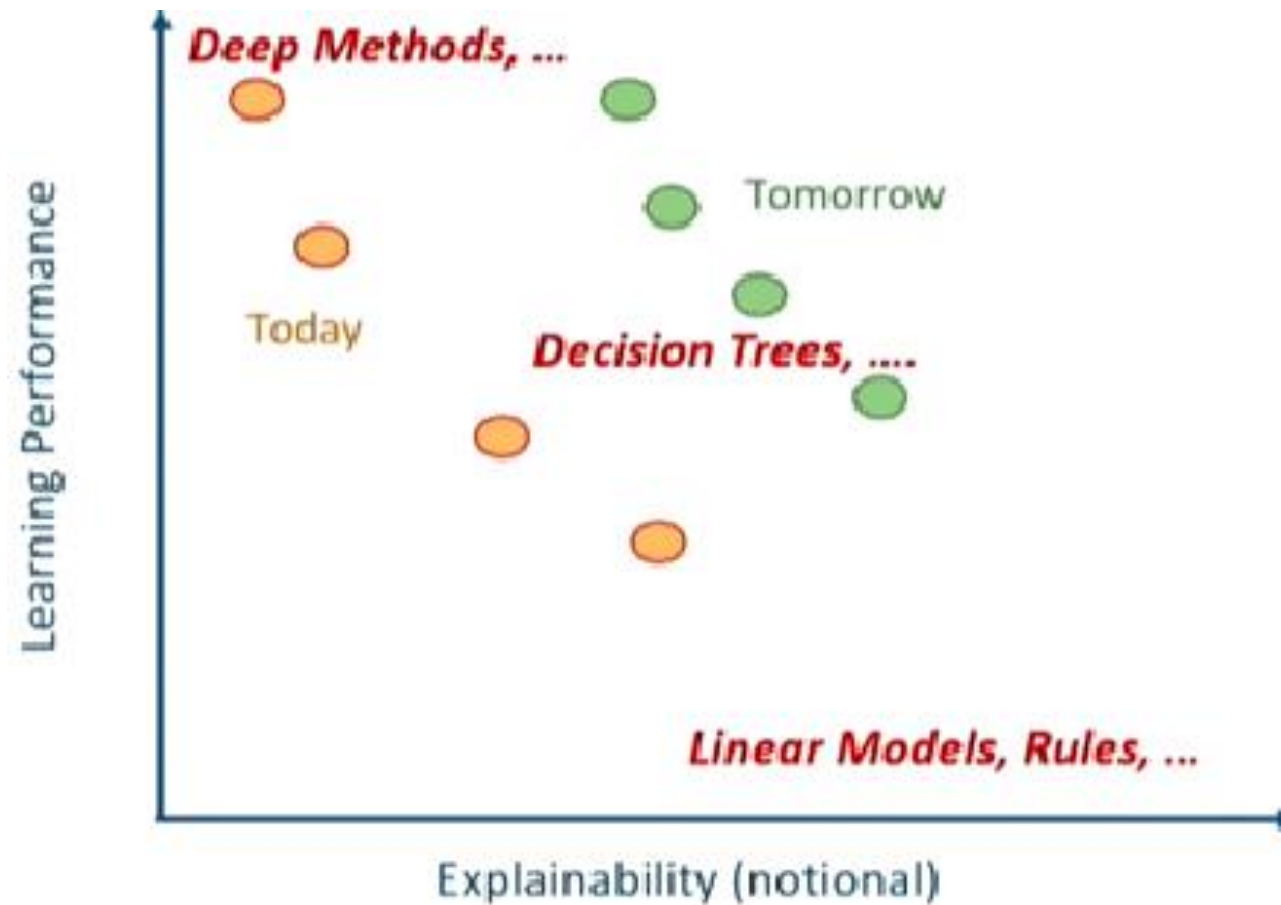 Deep Methods, ...
Tomorrow
Today
Decision Trees, ....
Linear Models, Rules, ...
Learning Performance
Explainability (notional)